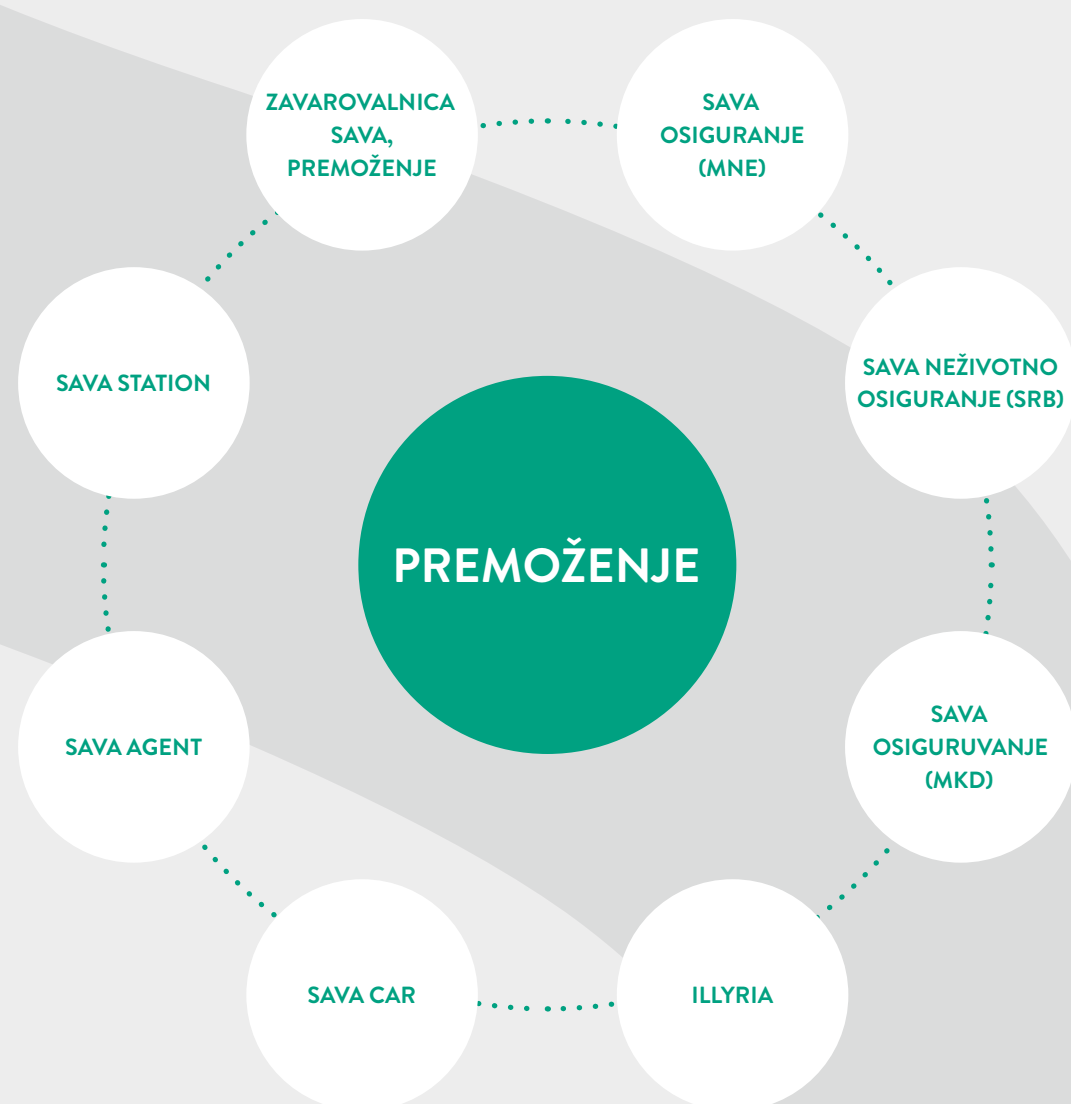 ZAVAROVALNICA
SAVA,
PREMOŽENJE
SAVA
OSIGURANJE
(MNE)
SAVA STATION
SAVA NEŽIVOTNO
OSIGURANJE (SRB)
PREMOŽENJE
SAVA AGENT
SAVA
OSIGURUVANJE
(MKD)
SAVA CAR
ILLYRIA